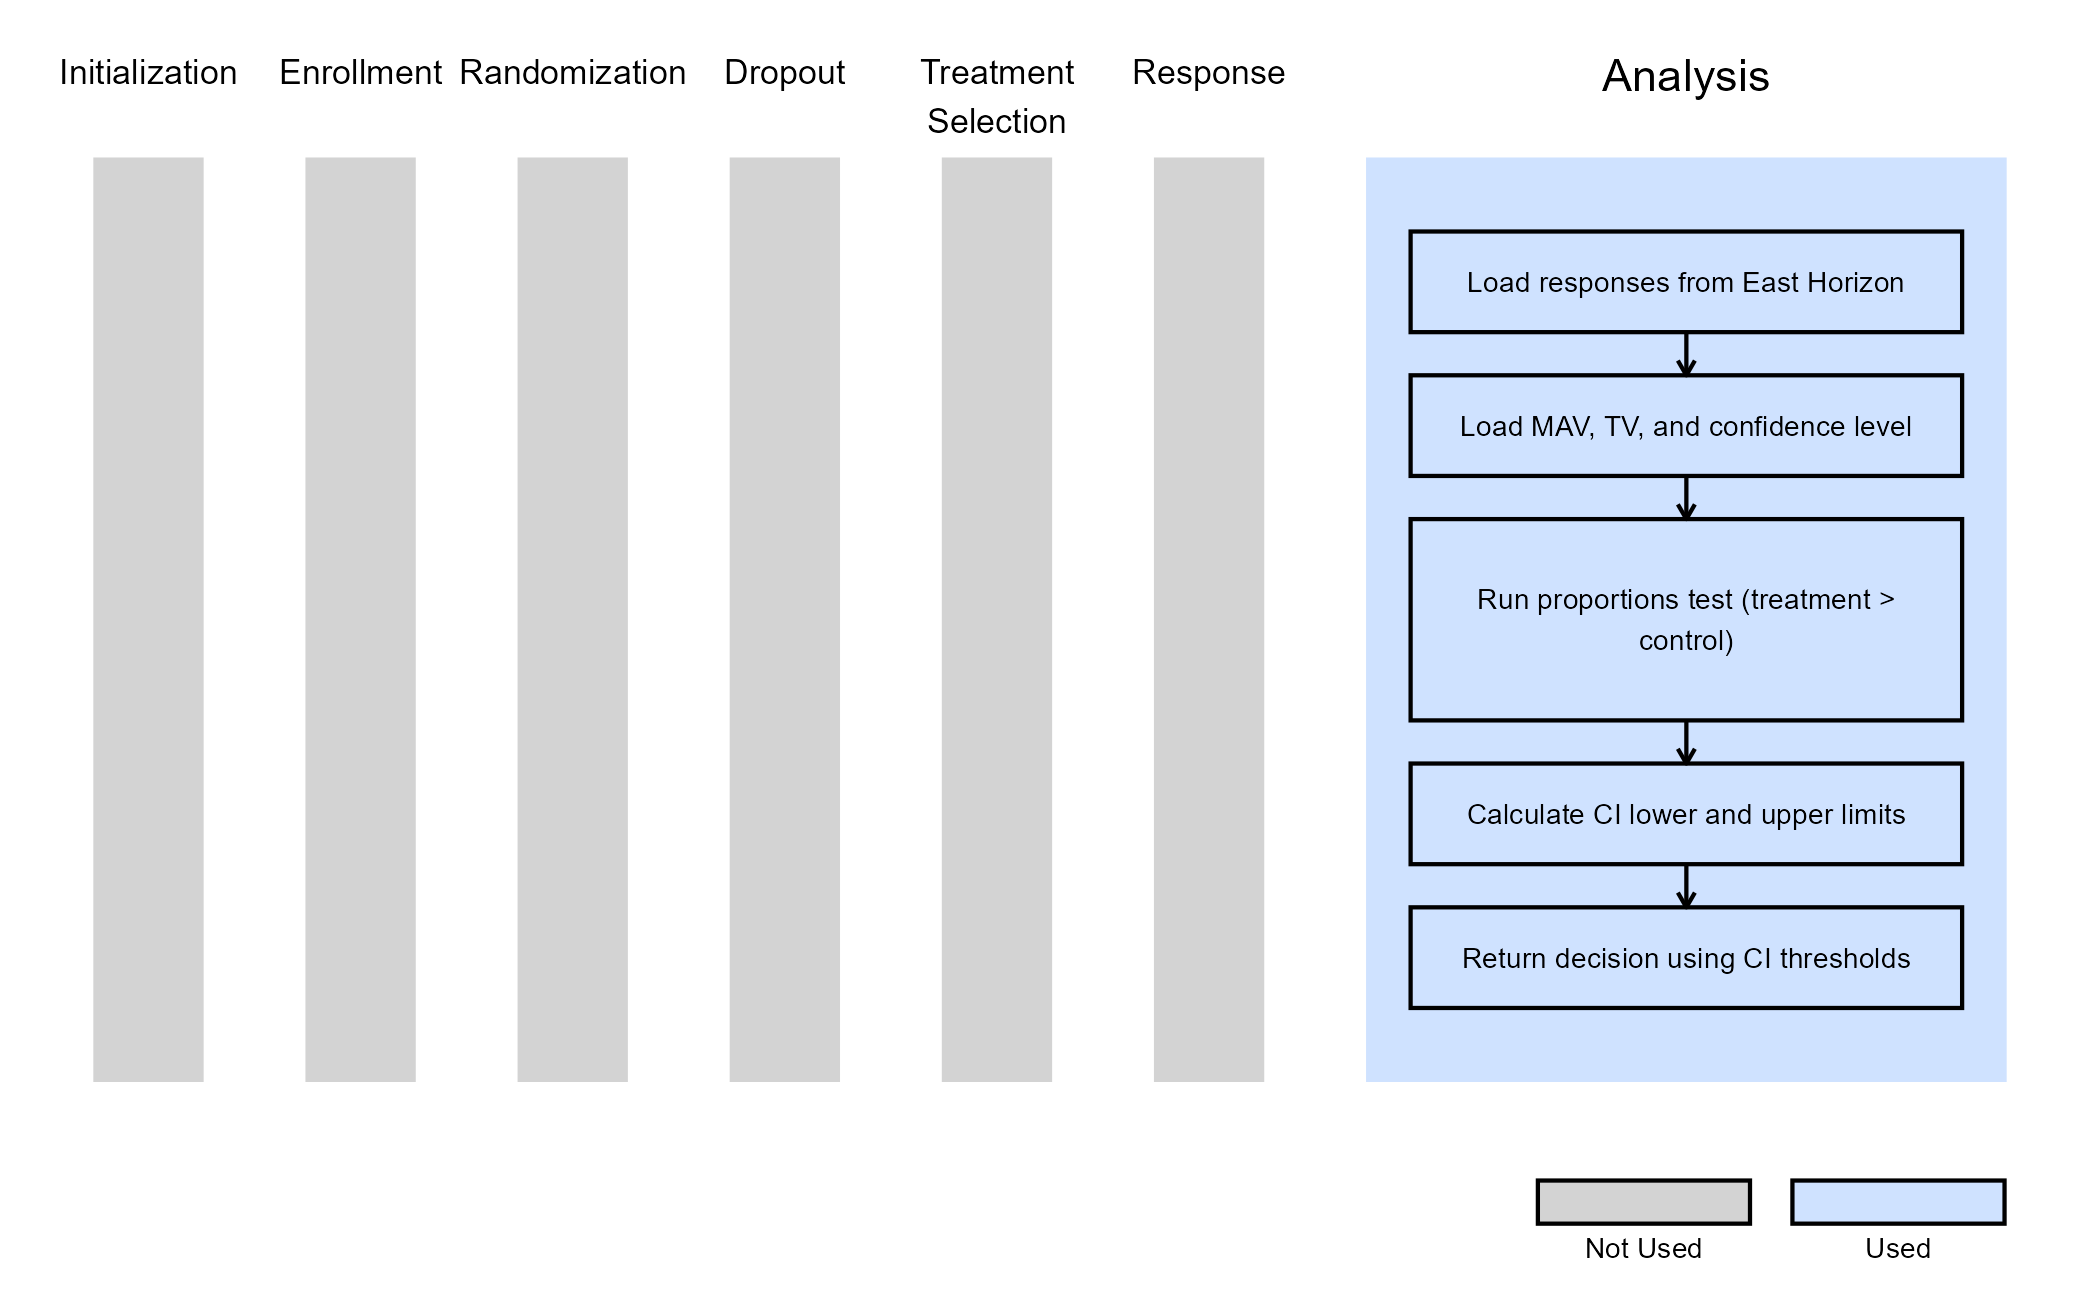 Initialization
Enrollment
Randomization
Dropout
Treatment
Selection
Response
Analysis
Load responses from East Horizon
Load MAV, TV, and confidence level
Run proportions test (treatment >
control)
Calculate CI lower and upper limits
Return decision using CI thresholds
Not Used
Used